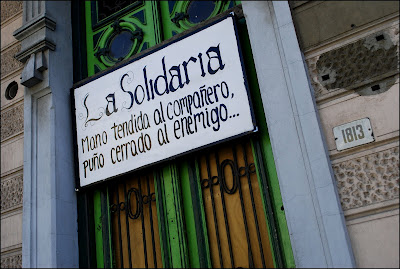 La Solidaria
Mano tendida al compañero,
puño cerrado al enemigo...
1813